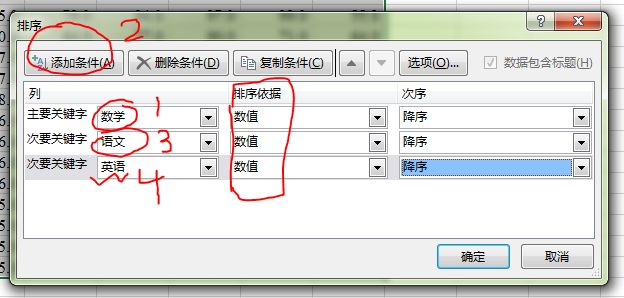 排序
2
添加条件(A) 删除条件(D) 复制条件(C) 选项(O)... 数据包含标题(H)
列 排序依据 次序
主要关键字 数学 1 数值 降序
次要关键字 语文 3 数值 降序
次要关键字 英语 4 数值 降序
确定 取消